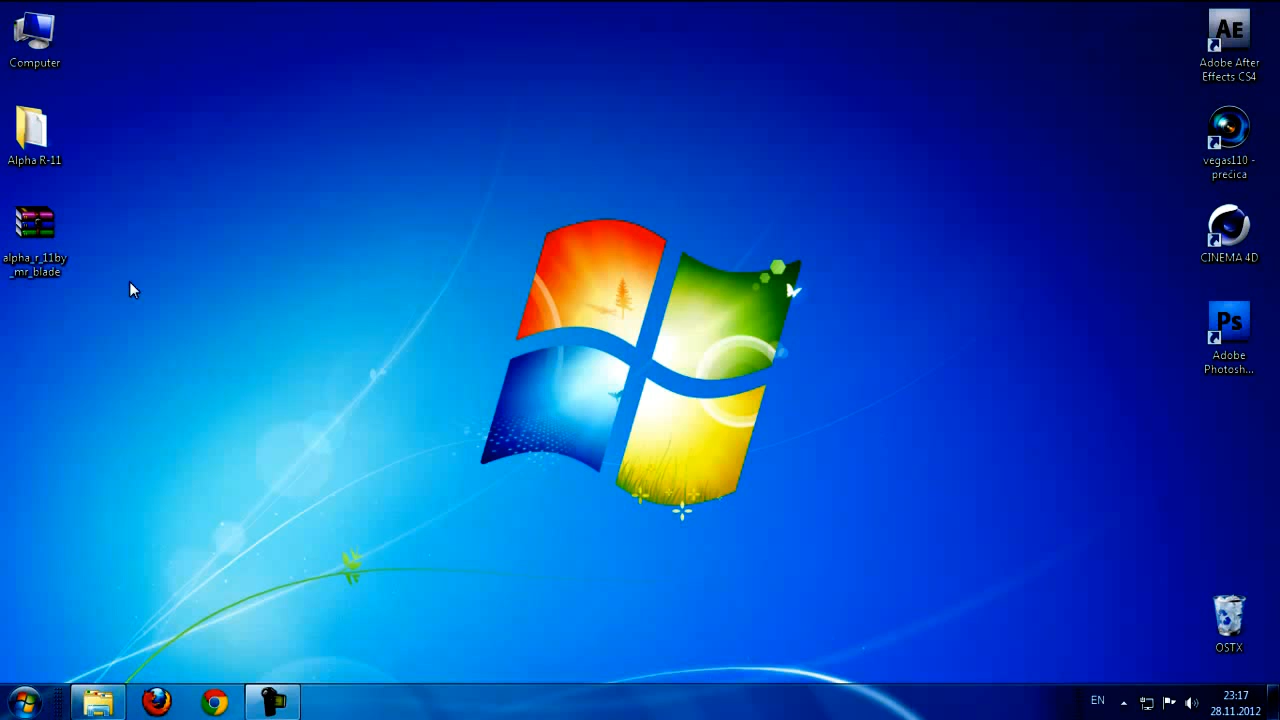 Computer
Alpha R-11
alpha_r_11by
_mr_blade
AE
Adobe After
Effects CS4
vegas110 -
prečica
CINEMA 4D
Ps
Adobe
Photosh...
OSTX
EN
23:17
28.11.2012